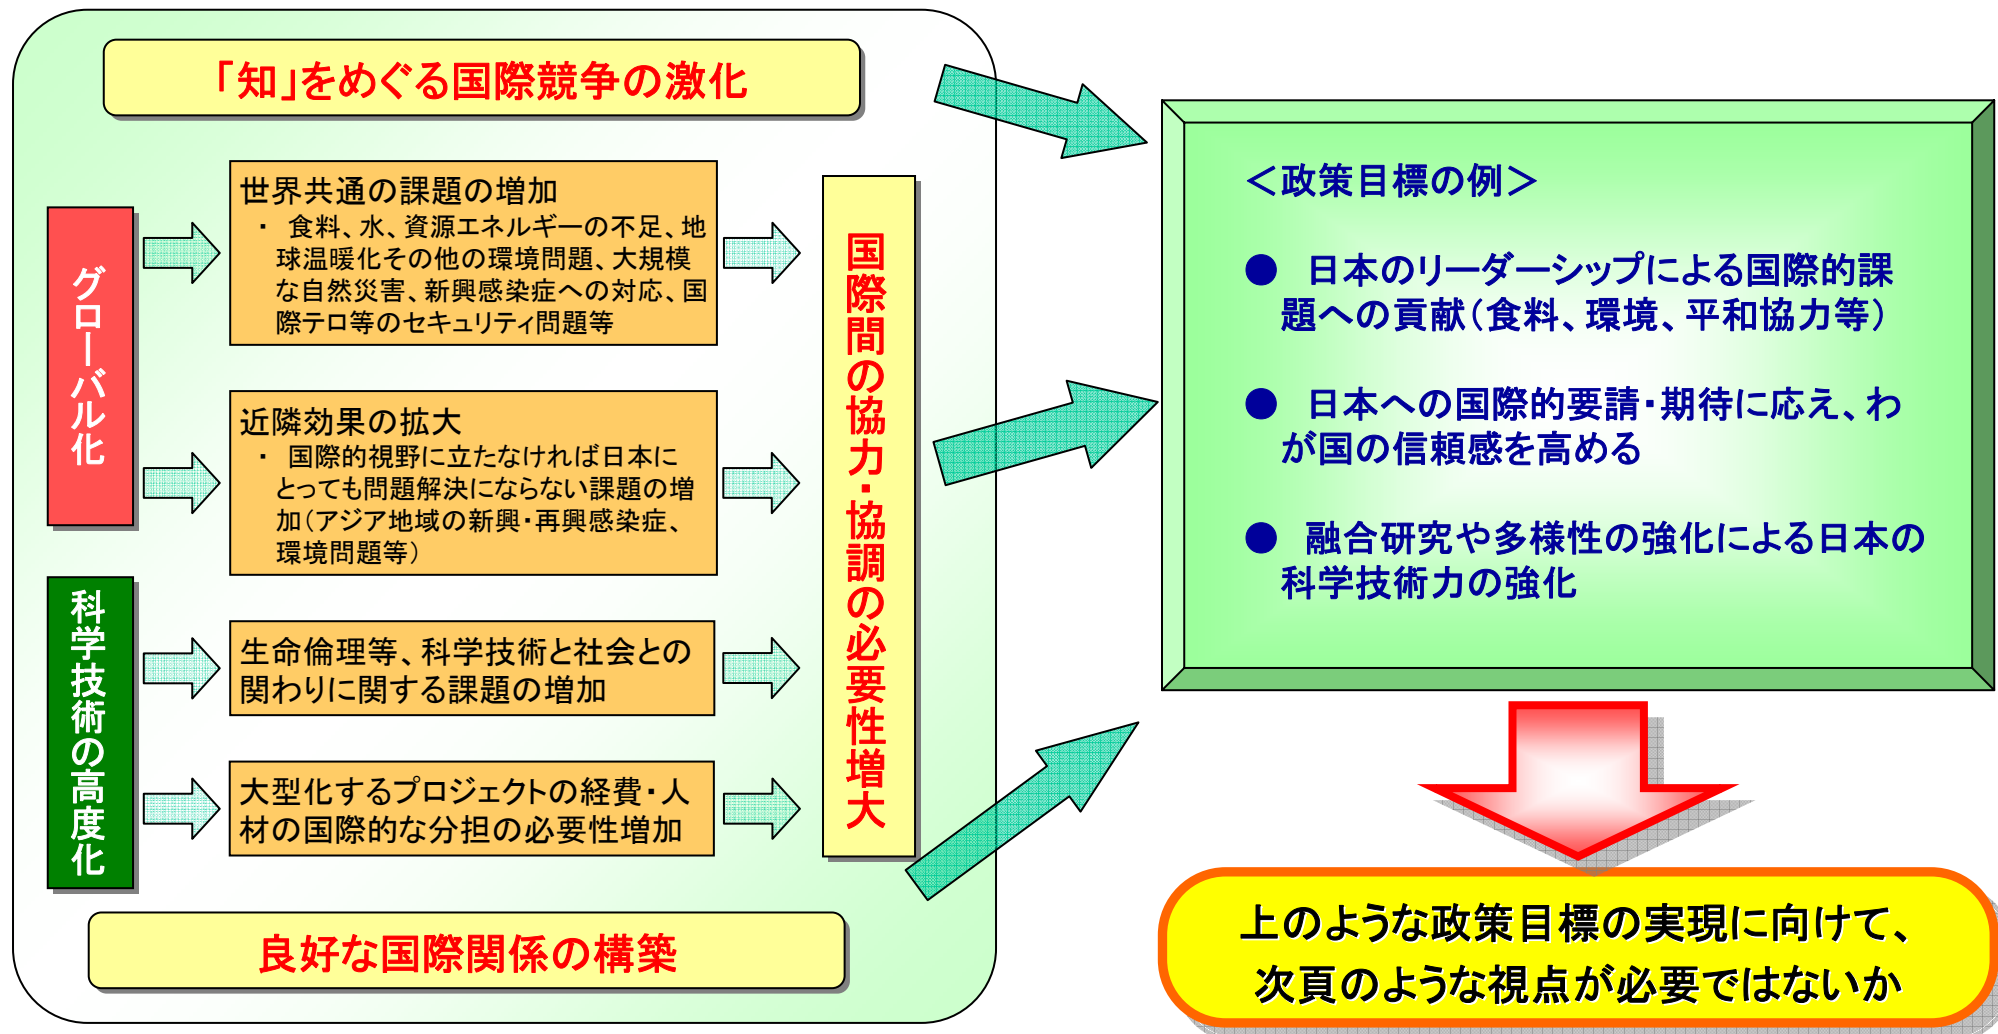 「知」をめぐる国際競争の激化
グローバル化
世界共通の課題の増加
・ 食料、水、資源エネルギーの不足、地
球温暖化その他の環境問題、大規模
な自然災害、新興感染症への対応、国
際テロ等のセキュリティ問題等
近隣効果の拡大
・ 国際的視野に立たなければ日本に
とっても問題解決にならない課題の増
加(アジア地域の新興・再興感染症、
環境問題等)
科学技術の高度化
生命倫理等、科学技術と社会との
関わりに関する課題の増加
大型化するプロジェクトの経費・人
材の国際的な分担の必要性増加
国際間の協力・協調の必要性増大
良好な国際関係の構築
<政策目標の例>
● 日本のリーダーシップによる国際的課
題への貢献(食料、環境、平和協力等)
● 日本への国際的要請・期待に応え、わ
が国の信頼感を高める
● 融合研究や多様性の強化による日本の
科学技術力の強化
上のような政策目標の実現に向けて、
次頁のような視点が必要ではないか